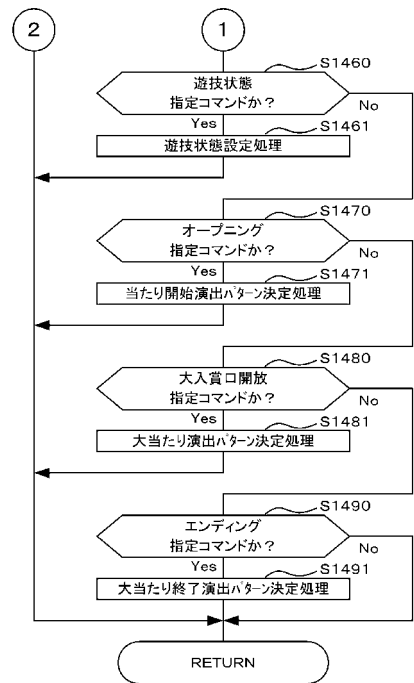 2
1
S1460
遊技状態
指定コマンドか?
No
Yes
S1461
遊技状態設定処理
S1470
オープニング
指定コマンドか?
No
Yes
S1471
当たり開始演出パターン決定処理
S1480
大入賞口開放
指定コマンドか?
No
Yes
S1481
大当たり演出パターン決定処理
S1490
エンディング
指定コマンドか?
No
Yes
S1491
大当たり終了演出パターン決定処理
RETURN